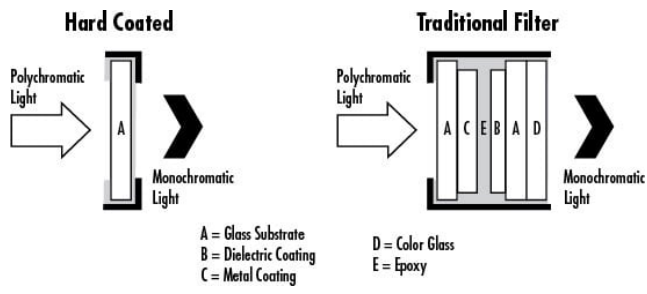 Hard Coated
Polychromatic
Light
A
Monochromatic
Light
Traditional Filter
Polychromatic
Light
A C E B A D
Monochromatic
Light
A = Glass Substrate
B = Dielectric Coating
C = Metal Coating
D = Color Glass
E = Epoxy